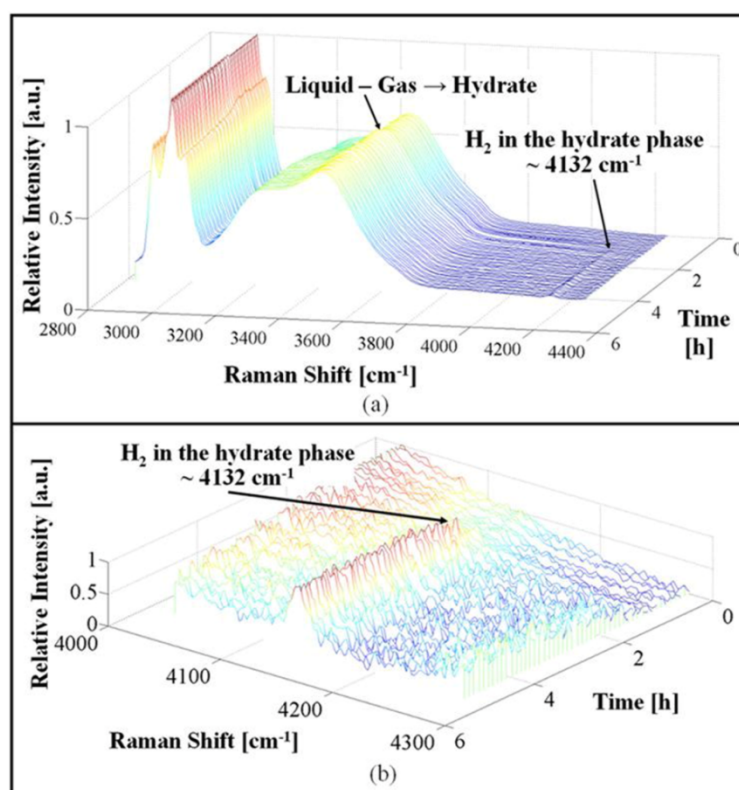 Liquid – Gas → Hydrate
H₂ in the hydrate phase
~ 4132 cm⁻¹
Relative Intensity [a.u.]
1
0.5
0
2800
3000
3200
3400
3600
3800
4000
4200
4400
Raman Shift [cm⁻¹]
0
2
4
6
Time
[h]
(a)
H₂ in the hydrate phase
~ 4132 cm⁻¹
Relative Intensity [a.u.]
1
0.5
0
4000
4100
4200
4300
Raman Shift [cm⁻¹]
0
2
4
6
Time [h]
(b)